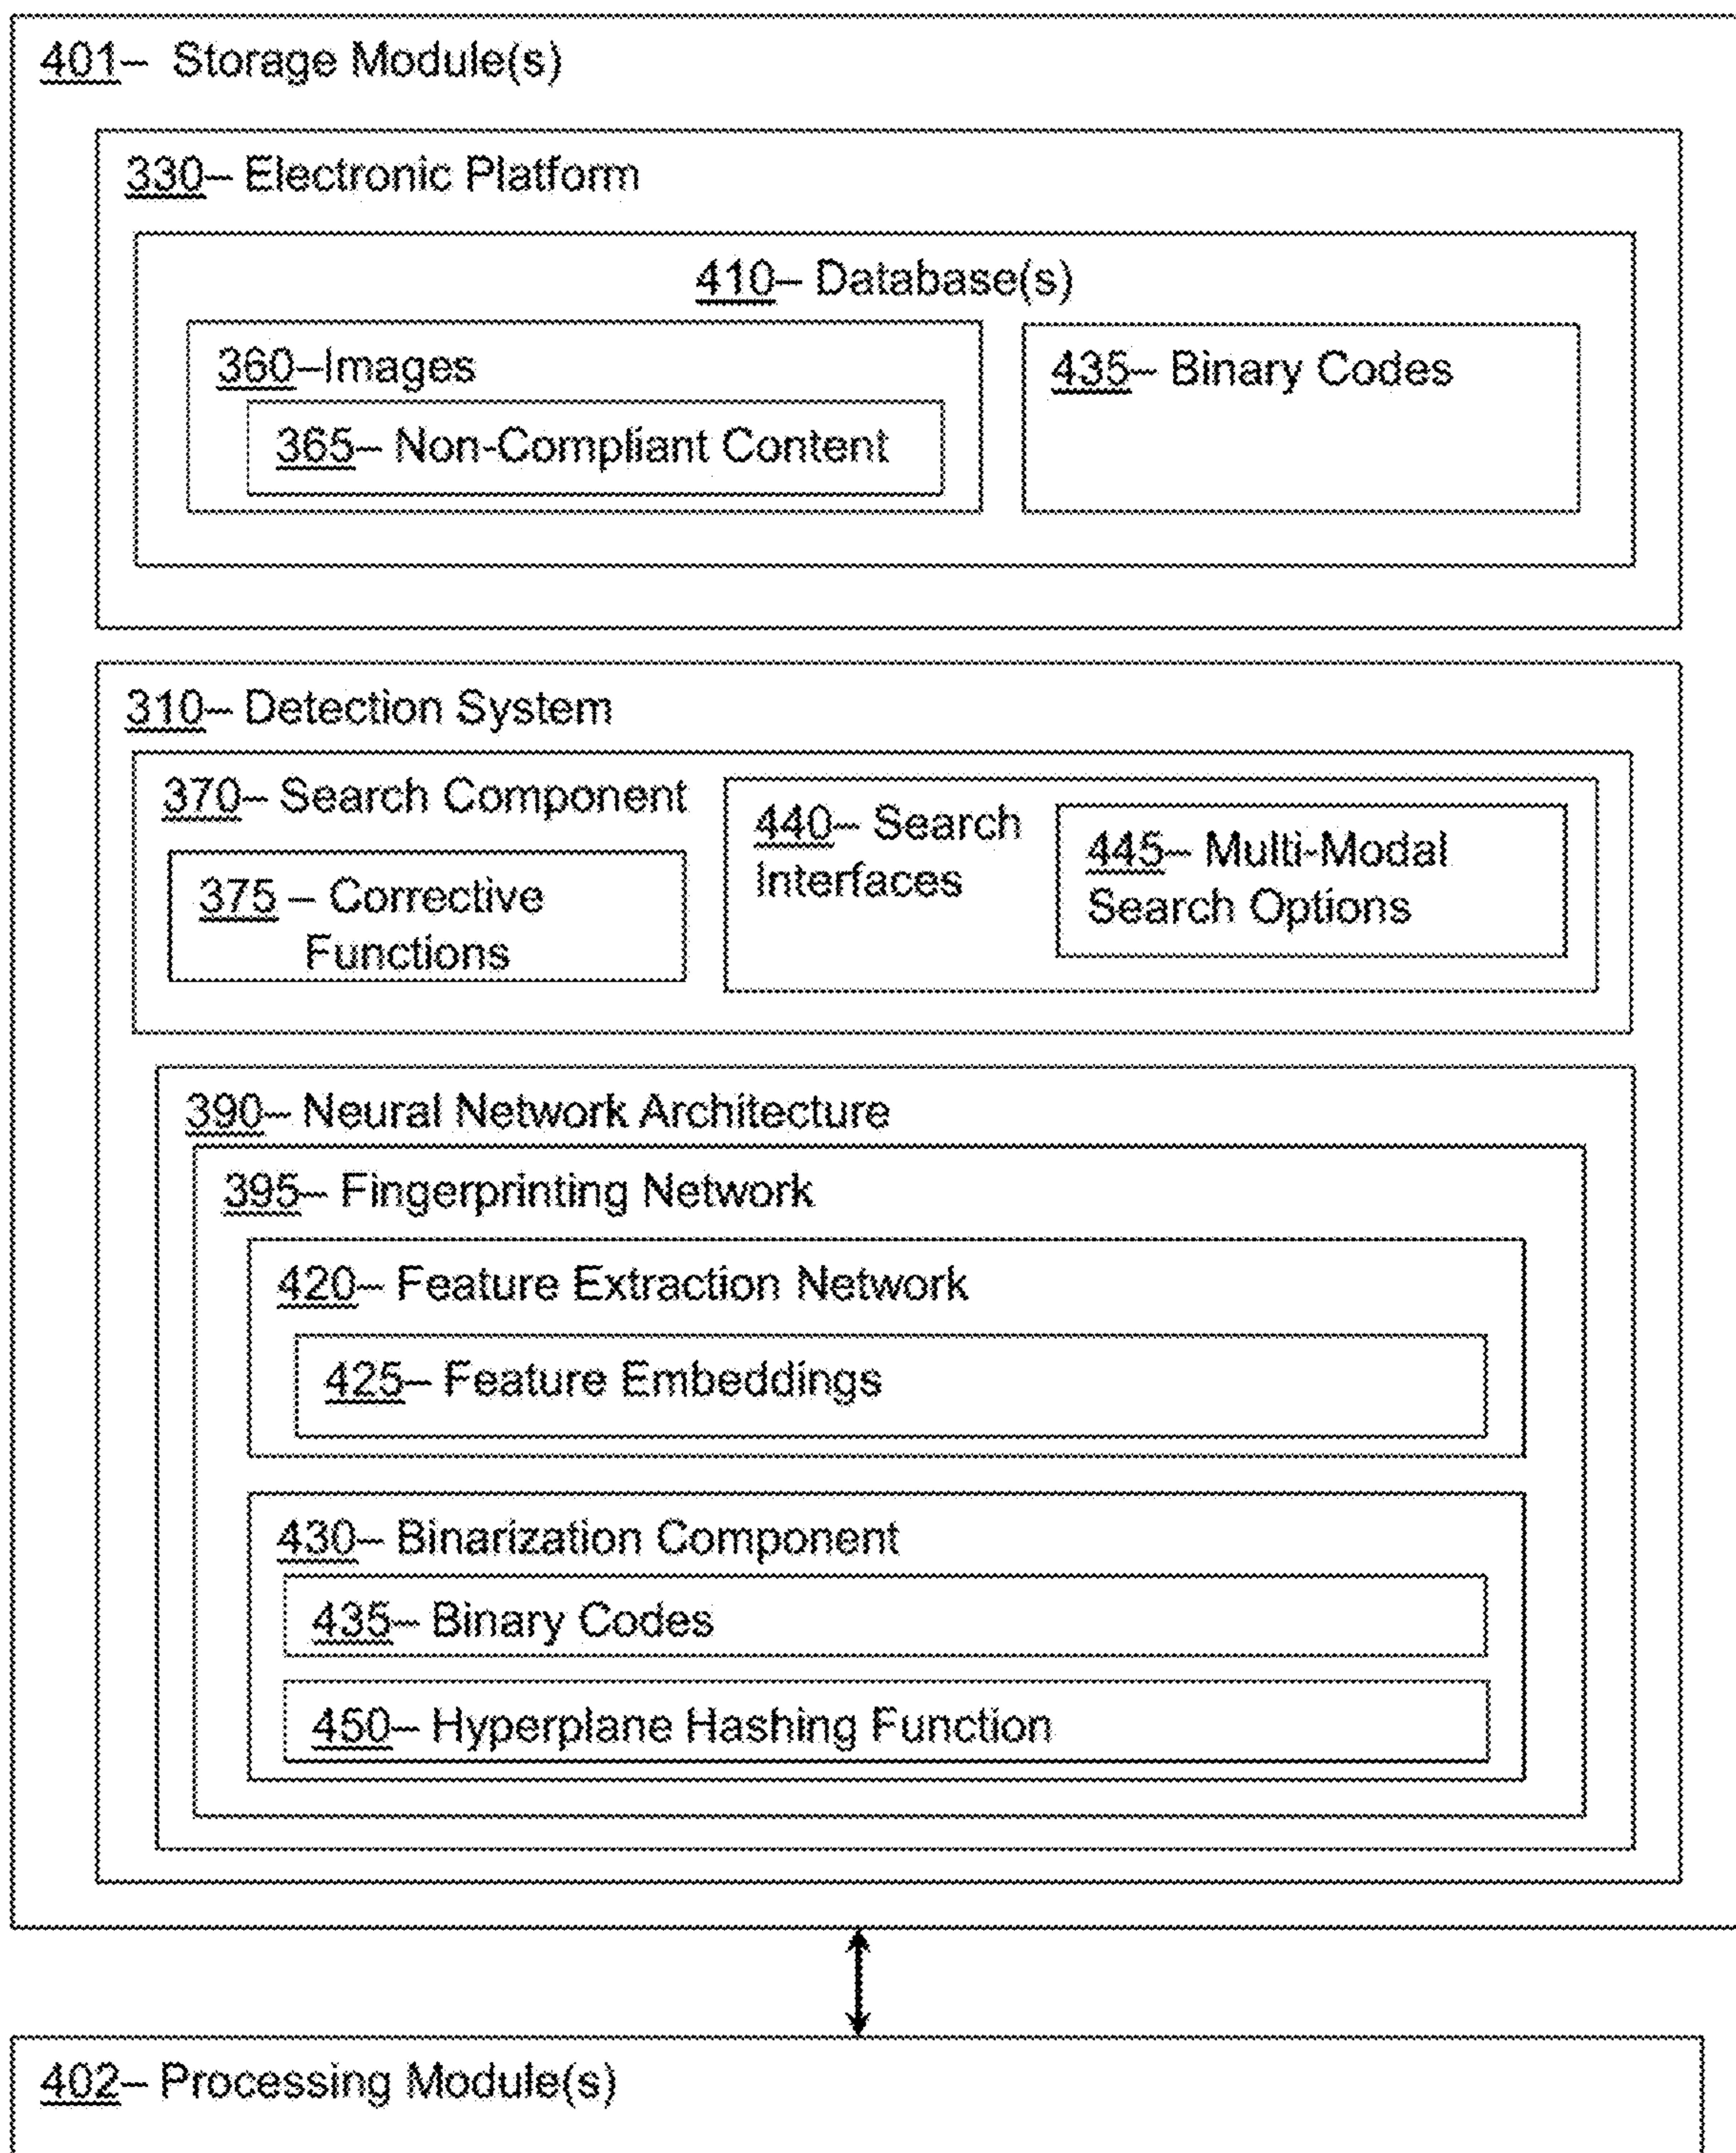 401– Storage Module(s)
330– Electronic Platform
410– Database(s)
360–Images
365– Non-Compliant Content
435– Binary Codes
310– Detection System
370– Search Component
375 – Corrective
Functions
440– Search
Interfaces
445– Multi-Modal
Search Options
390– Neural Network Architecture
395– Fingerprinting Network
420– Feature Extraction Network
425– Feature Embeddings
430– Binarization Component
435– Binary Codes
450– Hyperplane Hashing Function
402– Processing Module(s)